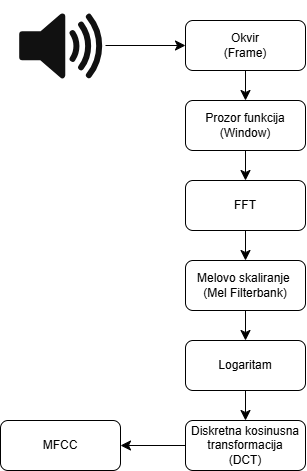 Okvir
(Frame)
Prozor funkcija
(Window)
FFT
Melovo skaliranje
(Mel Filterbank)
Logaritam
Diskretna kosinusna
transformacija
(DCT)
MFCC